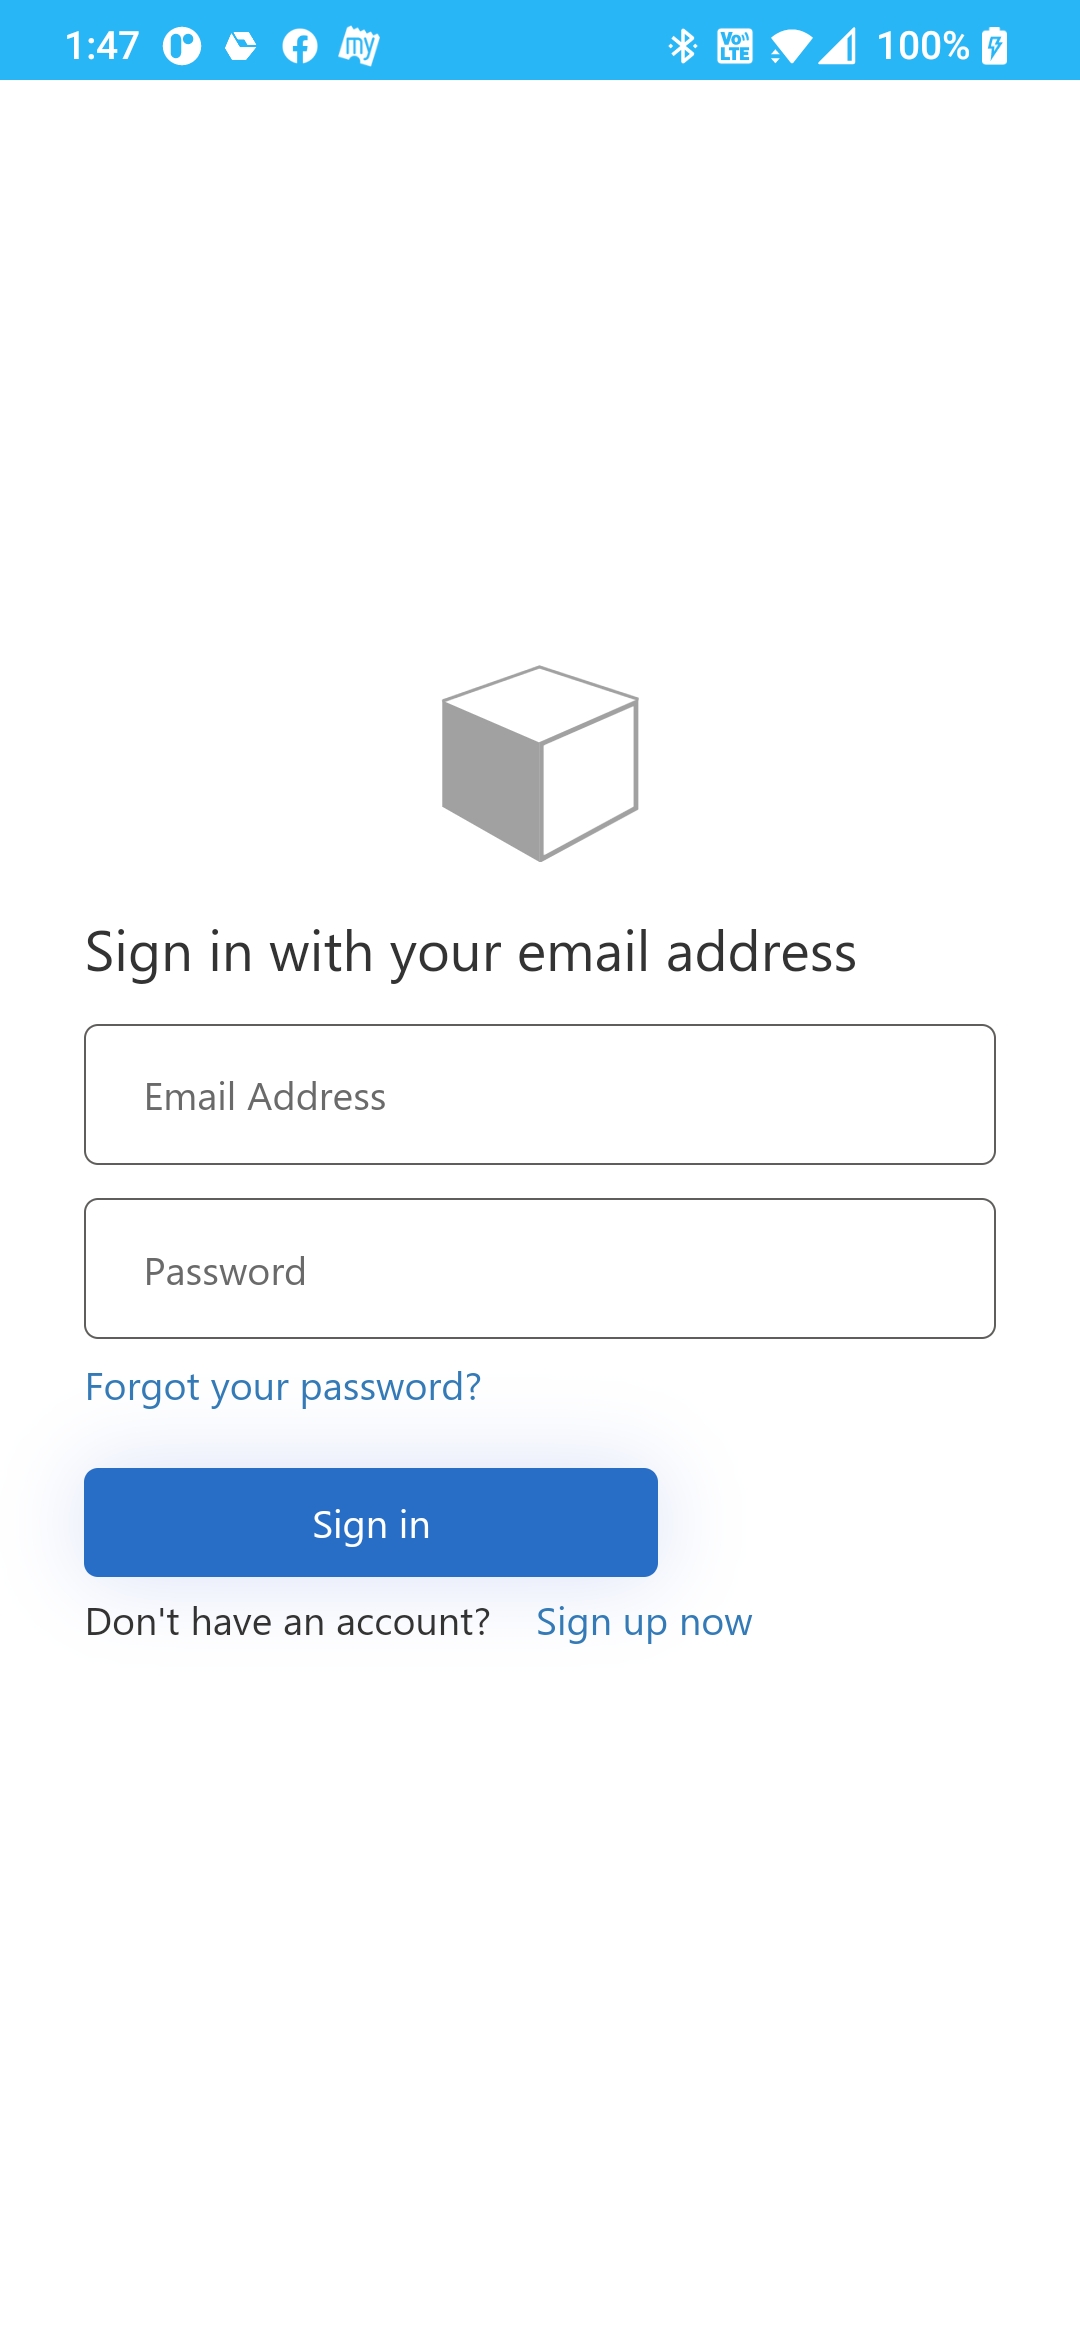 1:47 my Vo LTE 100%
Sign in with your email address
Email Address
Password
Forgot your password?
Sign in
Don't have an account? Sign up now